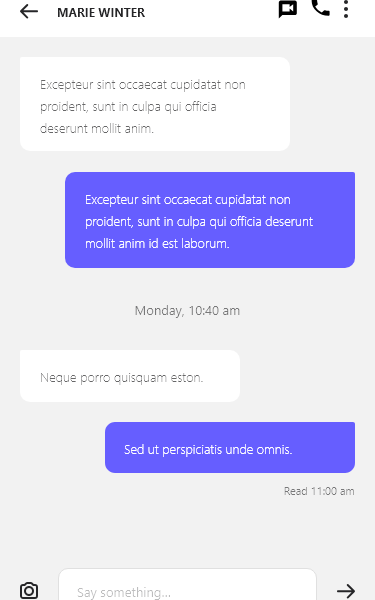 MARIE WINTER
Excepteur sint occaecat cupidatat non
proident, sunt in culpa qui officia
deserunt mollit anim.
Excepteur sint occaecat cupidatat non
proident, sunt in culpa qui officia deserunt
mollit anim id est laborum.
Monday, 10:40 am
Neque porro quisquam eston.
Sed ut perspiciatis unde omnis.
Read 11:00 am
Say something...